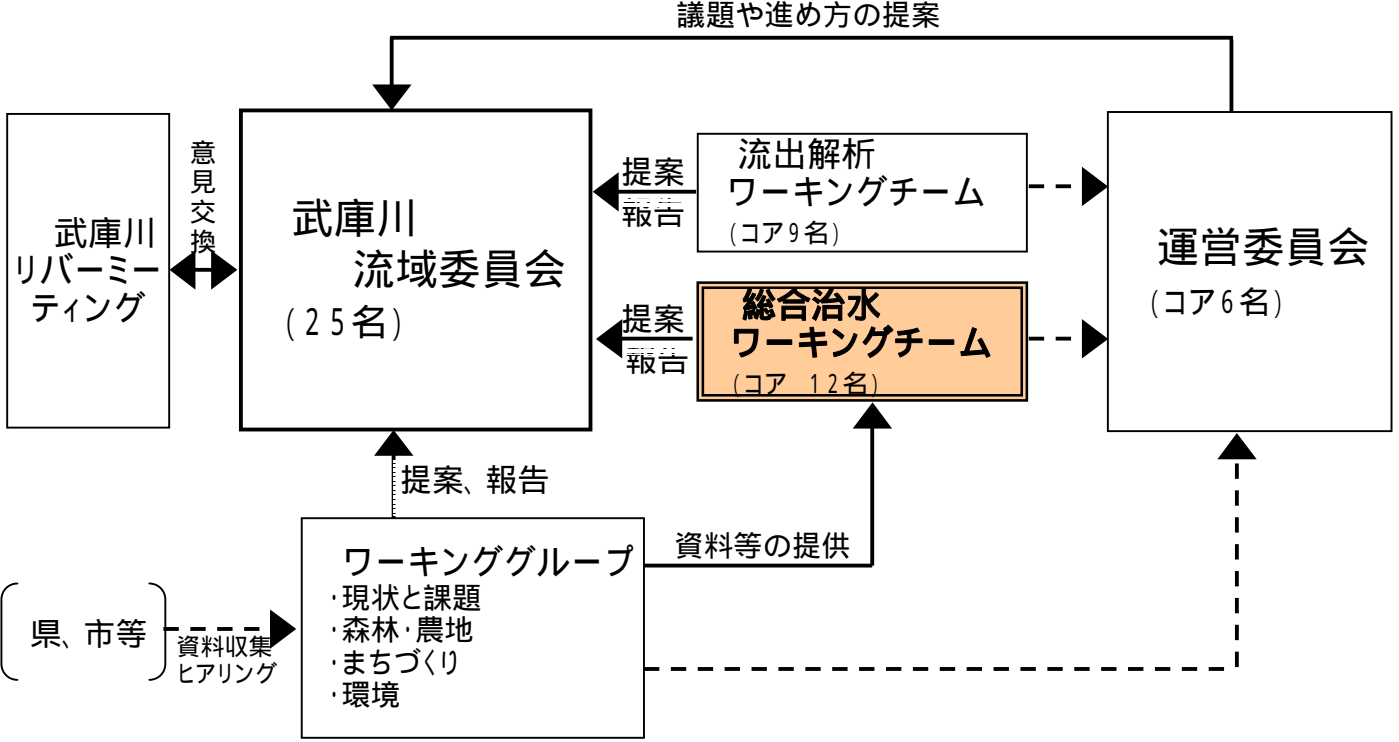 議題や進め方の提案
武庫川
リバーミー
ティング
意見交換
武庫川
流域委員会
(25名)
提案
報告
流出解析
ワーキングチーム
(コア9名)
提案
報告
総合治水
ワーキングチーム
(コア 12名)
運営委員会
(コア6名)
提案、報告
資料等の提供
ワーキンググループ
・現状と課題
・森林・農地
・まちづくり
・環境
県、市等
資料収集
ヒアリング